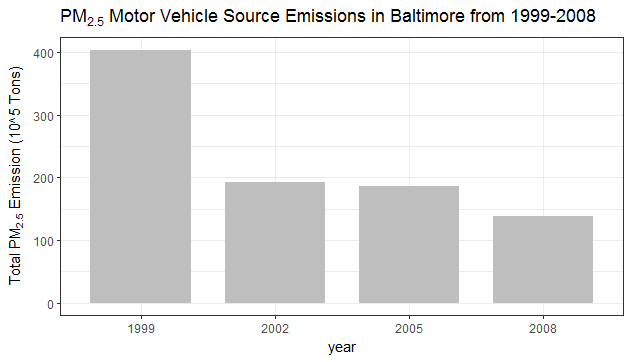 PM2.5 Motor Vehicle Source Emissions in Baltimore from 1999-2008
Total PM2.5 Emission (10^5 Tons)
400
300
200
100
0
1999 2002 2005 2008
year